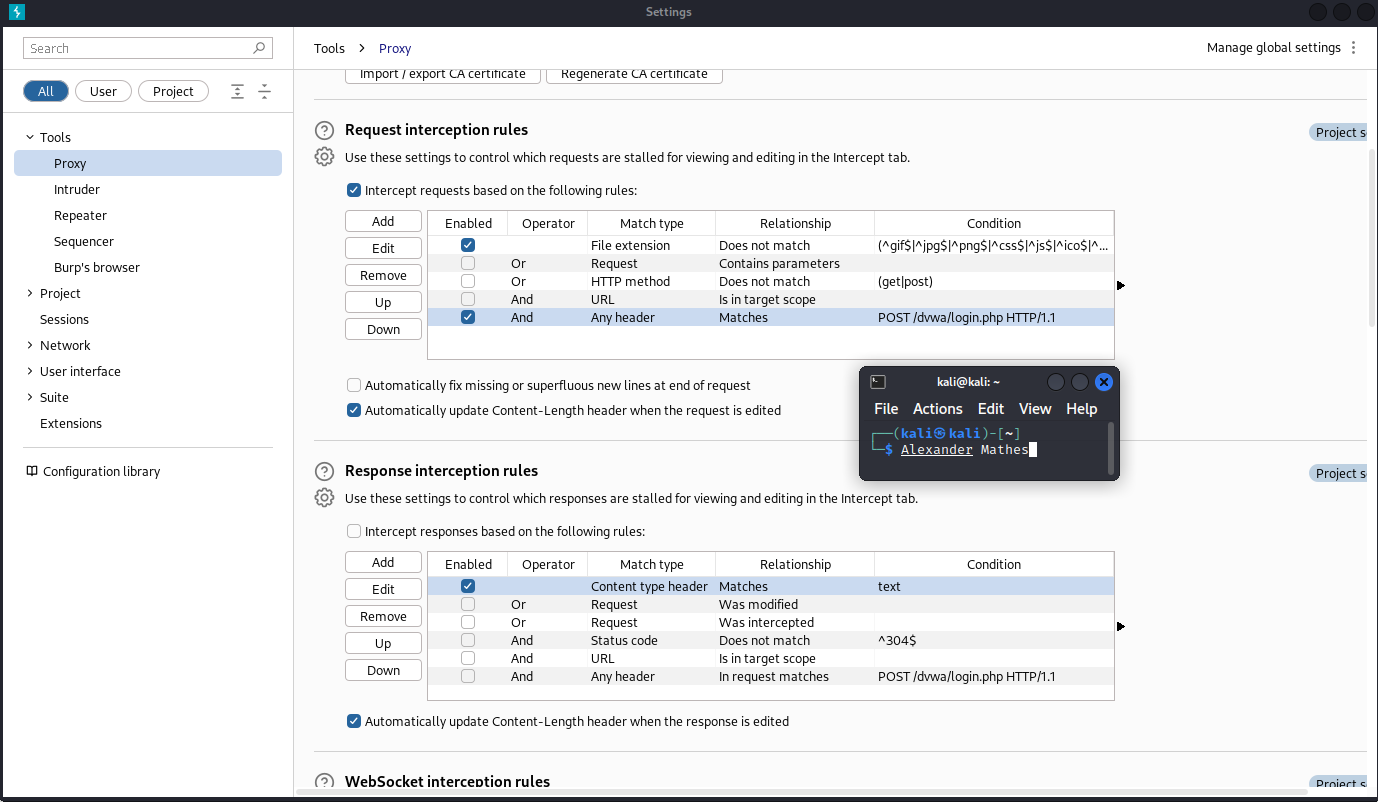 Settings
Search
Tools > Proxy
Manage global settings
All User Project
Tools
Proxy
Intruder
Repeater
Sequencer
Burp's browser
Project
Sessions
Network
User interface
Suite
Extensions
Configuration library
Import / export CA certificate Regenerate CA certificate
Request interception rules
Project s
Use these settings to control which requests are stalled for viewing and editing in the Intercept tab.
Intercept requests based on the following rules:
Add
Edit
Remove
Up
Down
Enabled Operator Match type Relationship Condition
File extension Does not match (^gif$|^jpg$|^png$|^css$|^js$|^ico$|^...
Or Request Contains parameters
Or HTTP method Does not match (get|post)
And URL Is in target scope
And Any header Matches POST /dvwa/login.php HTTP/1.1
Automatically fix missing or superfluous new lines at end of request
Automatically update Content-Length header when the request is edited
kali@kali: ~
File Actions Edit View Help
┌──(kali㉿kali)-[~]
└─$ Alexander Mathes
Response interception rules
Project s
Use these settings to control which responses are stalled for viewing and editing in the Intercept tab.
Intercept responses based on the following rules:
Add
Edit
Remove
Up
Down
Enabled Operator Match type Relationship Condition
Content type header Matches text
Or Request Was modified
Or Request Was intercepted
And Status code Does not match ^304$
And URL Is in target scope
And Any header In request matches POST /dvwa/login.php HTTP/1.1
Automatically update Content-Length header when the response is edited
WebSocket interception rules
Project s